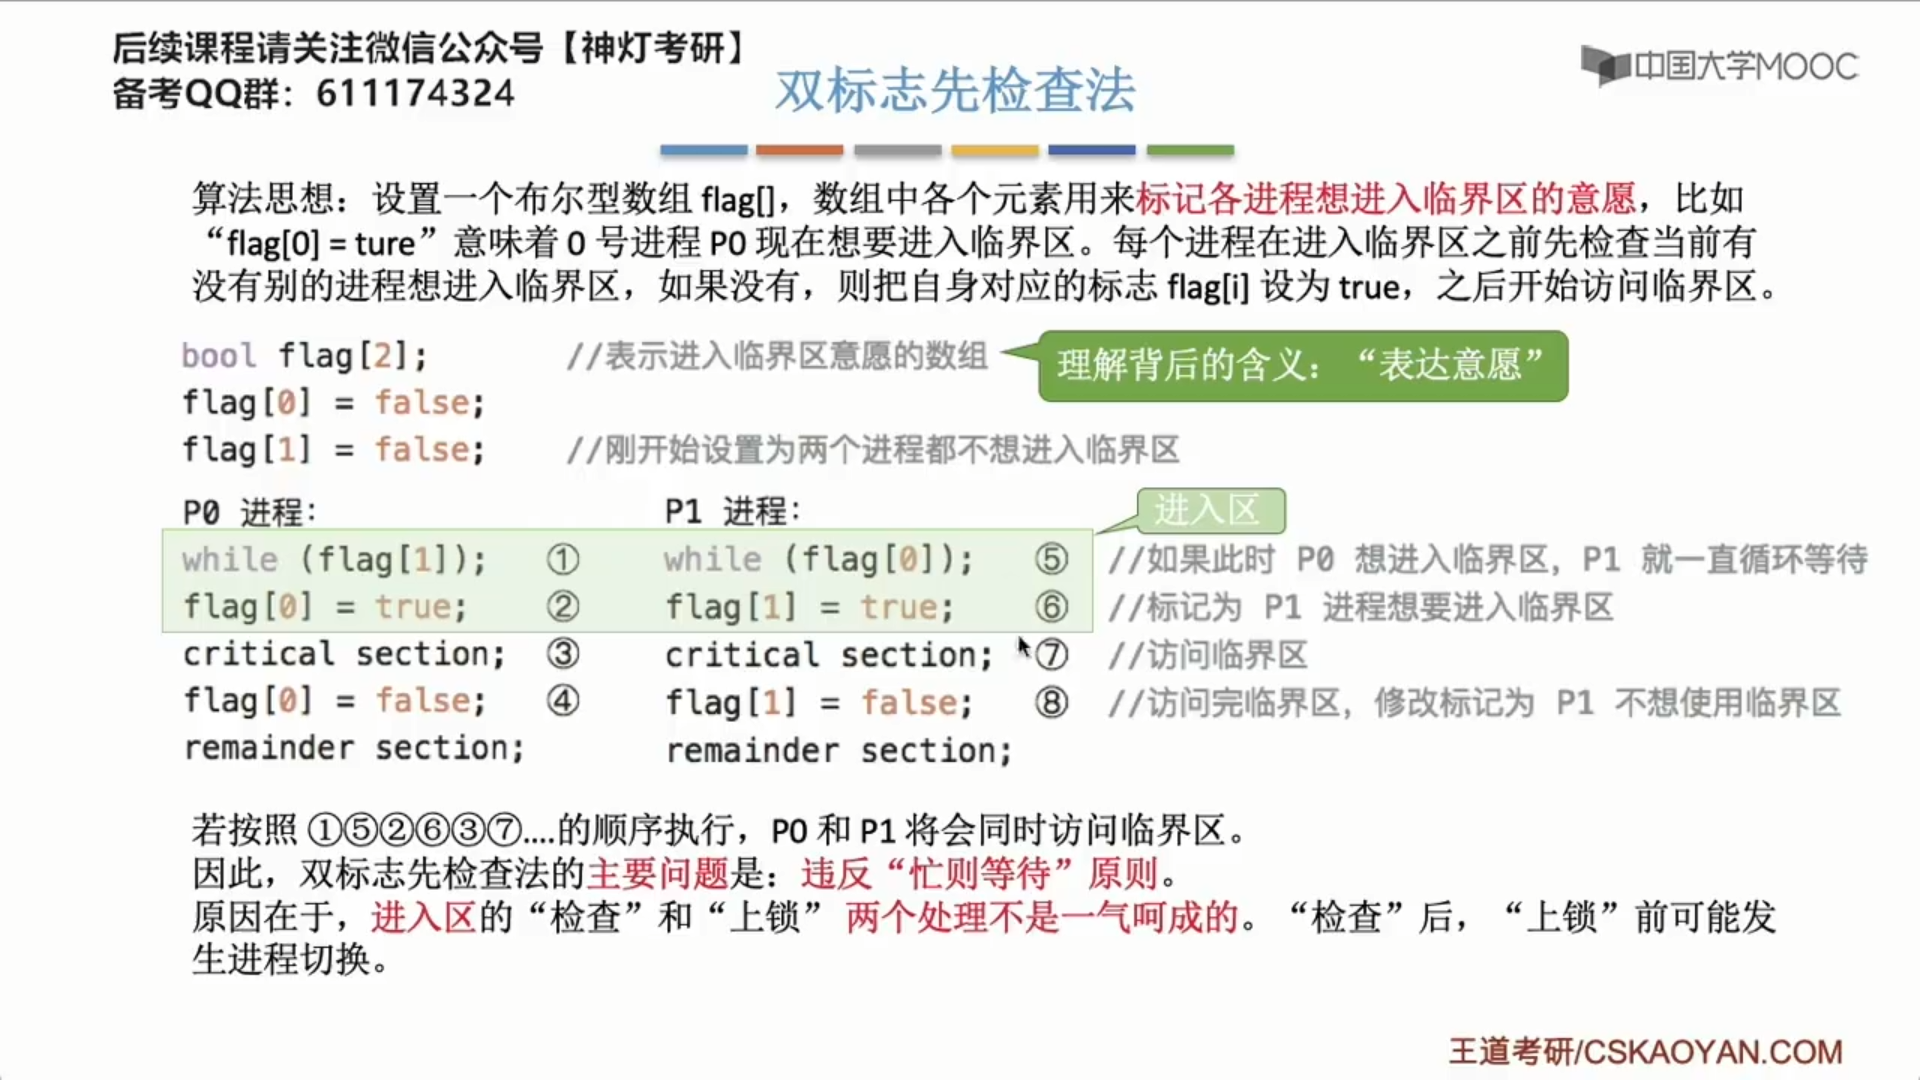 后续课程请关注微信公众号【神灯考研】
备考QQ群：611174324
中国大学MOOC
双标志先检查法
算法思想：设置一个布尔型数组 flag[]，数组中各个元素用来标记各进程想进入临界区的意愿，比如
“flag[0] = ture”意味着 0 号进程 P0 现在想要进入临界区。每个进程在进入临界区之前先检查当前有
没有别的进程想进入临界区，如果没有，则把自身对应的标志 flag[i] 设为 true，之后开始访问临界区。
bool flag[2]; //表示进入临界区意愿的数组
理解背后的含义：“表达意愿”
flag[0] = false;
flag[1] = false; //刚开始设置为两个进程都不想进入临界区
P0 进程： P1 进程： 进入区
while (flag[1]); ① while (flag[0]); ⑤ //如果此时 P0 想进入临界区，P1 就一直循环等待
flag[0] = true; ② flag[1] = true; ⑥ //标记为 P1 进程想要进入临界区
critical section; ③ critical section; ⑦ //访问临界区
flag[0] = false; ④ flag[1] = false; ⑧ //访问完临界区，修改标记为 P1 不想使用临界区
remainder section; remainder section;
若按照 ①⑤②⑥③⑦....的顺序执行，P0 和 P1 将会同时访问临界区。
因此，双标志先检查法的主要问题是：违反“忙则等待”原则。
原因在于，进入区的“检查”和“上锁” 两个处理不是一气呵成的。“检查”后，“上锁”前可能发
生进程切换。
王道考研/CSKAOYAN.COM